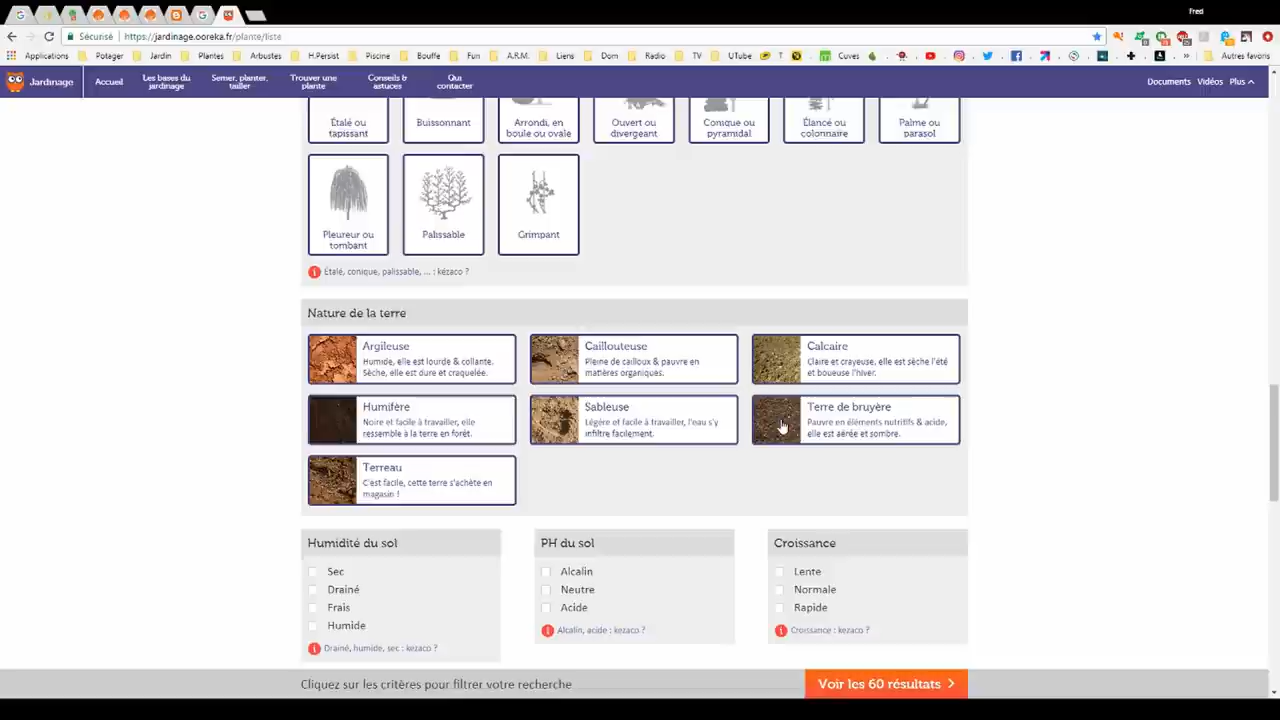 Fred
Sécurisé
https://jardinage.ooreka.fr/plante/liste
Applications
Potager
Jardin
Plantes
Arbustes
H.Persist
Piscine
Bouffe
Fun
A.R.M.
Liens
Dom
Radio
TV
UTube
Cuves
Autres favoris
Jardinage
Accueil
Les bases du jardinage
Semer, planter, tailler
Trouver une plante
Conseils & astuces
Qui contacter
Documents
Vidéos
Plus
Étalé ou tapissant
Buissonnant
Arrondi, en boule ou ovale
Ouvert ou divergeant
Conique ou pyramidal
Élancé ou colonnaire
Palme ou parasol
Pleureur ou tombant
Palissable
Grimpant
Étalé, conique, palissable, ... : kézaco ?
Nature de la terre
Argileuse
Humide, elle est lourde & collante.
Sèche, elle est dure et craquelée.
Caillouteuse
Pleine de cailloux & pauvre en
matières organiques.
Calcaire
Claire et crayeuse, elle est sèche l'été
et boueuse l'hiver.
Humifère
Noire et facile à travailler, elle
ressemble à la terre en forêt.
Sableuse
Légère et facile à travailler, l'eau s'y
infiltre facilement.
Terre de bruyère
Pauvre en éléments nutritifs & acide,
elle est aérée et sombre.
Terreau
C'est facile, cette terre s'achète en
magasin !
Humidité du sol
Sec
Drainé
Frais
Humide
Drainé, humide, sec : kezaco ?
PH du sol
Alcalin
Neutre
Acide
Alcalin, acide : kezaco ?
Croissance
Lente
Normale
Rapide
Croissance : kezaco ?
Cliquez sur les critères pour filtrer votre recherche
Voir les 60 résultats